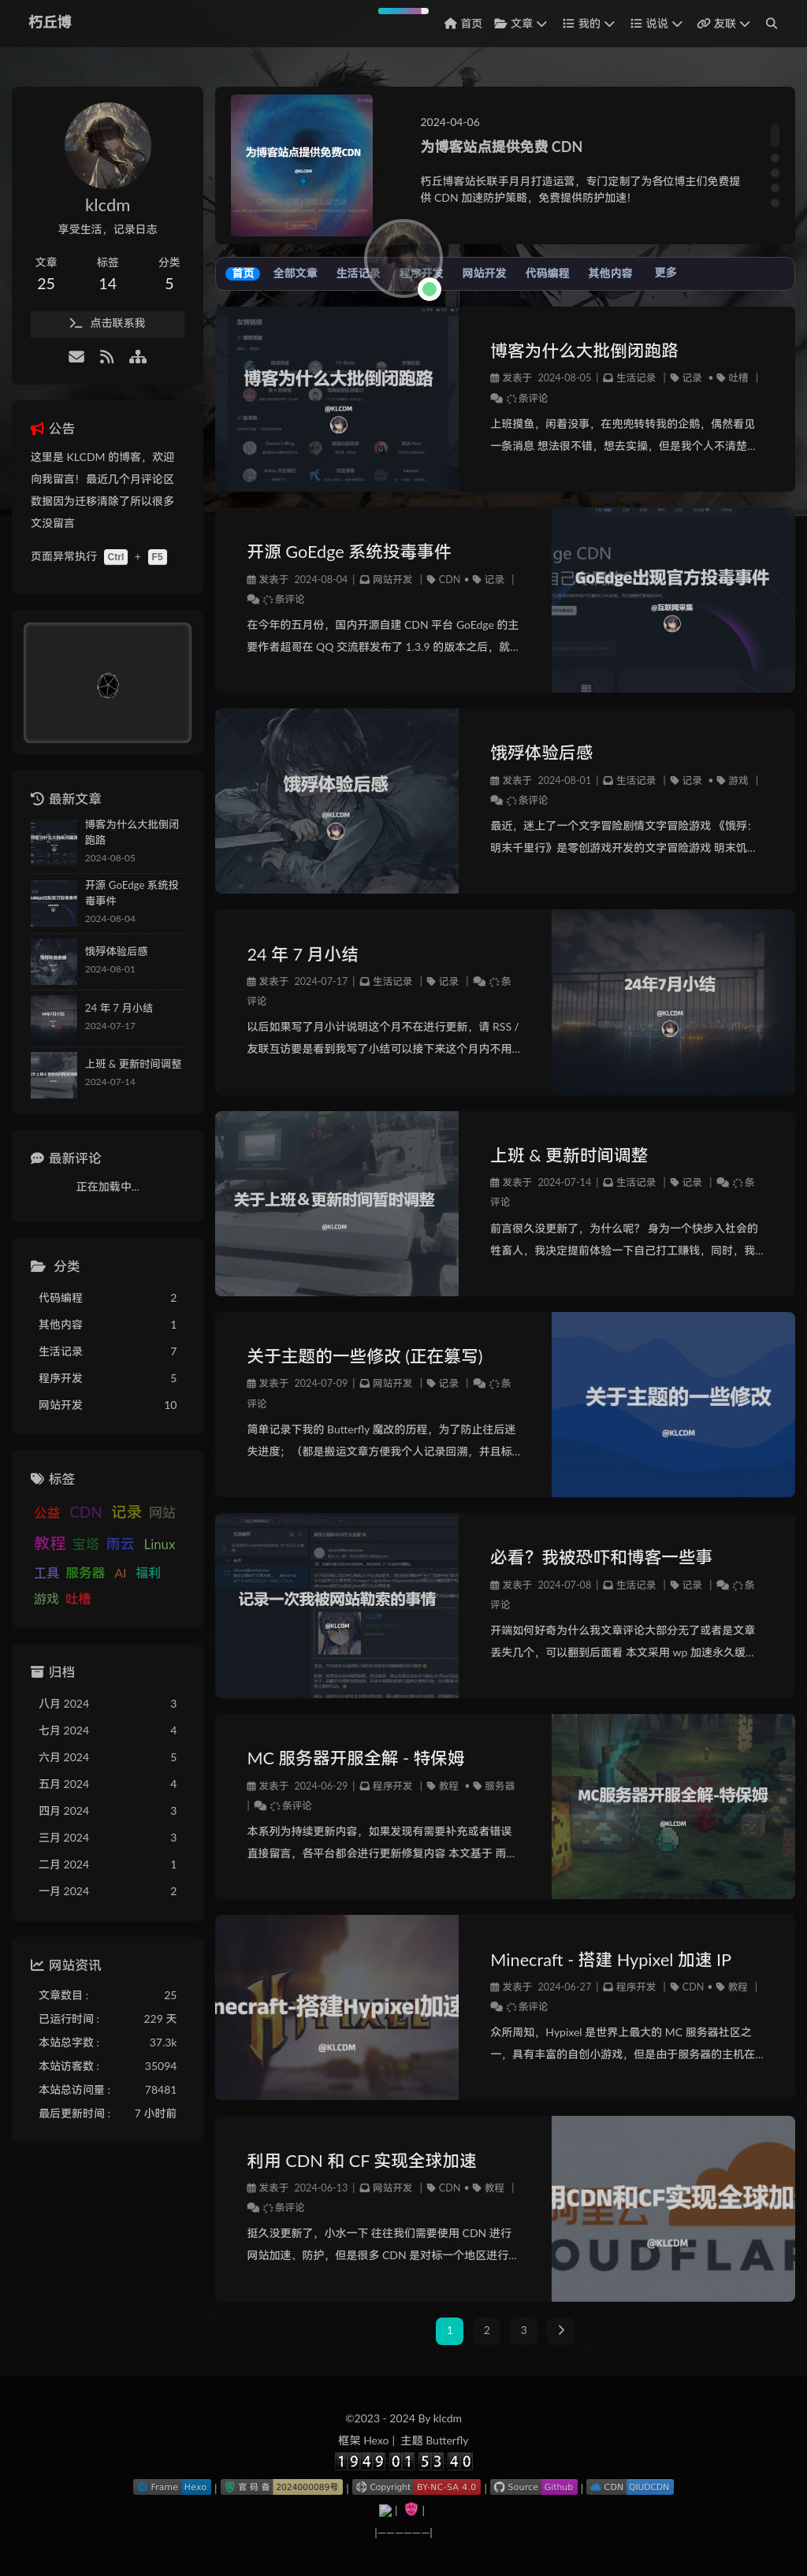 朽丘博
首页 文章 我的 说说 友联
klcdm
享受生活，记录日志
文章 标签 分类
25 14 5
点击联系我
公告
这里是 KLCDM 的博客，欢迎
向我留言！最近几个月评论区
数据因为迁移清除了所以很多
文没留言
页面异常执行 Ctrl + F5
最新文章
博客为什么大批倒闭
跑路
2024-08-05
开源 GoEdge 系统投
毒事件
2024-08-04
饿殍体验后感
2024-08-01
24 年 7 月小结
2024-07-17
上班 & 更新时间调整
2024-07-14
最新评论
正在加载中...
分类
代码编程 2
其他内容 1
生活记录 7
程序开发 5
网站开发 10
标签
公益 CDN 记录 网站
教程 宝塔 雨云 Linux
工具 服务器 AI 福利
游戏 吐槽
归档
八月 2024 3
七月 2024 4
六月 2024 5
五月 2024 4
四月 2024 3
三月 2024 3
二月 2024 1
一月 2024 2
网站资讯
文章数目 : 25
已运行时间 : 229 天
本站总字数 : 37.3k
本站访客数 : 35094
本站总访问量 : 78481
最后更新时间 : 7 小时前
为博客站点提供免费CDN
@KLCDM
2024-04-06
为博客站点提供免费 CDN
朽丘博客站长联手月月打造运营，专门定制了为各位博主们免费提
供 CDN 加速防护策略，免费提供防护加速！
首页 全部文章 生活记录 程序开发 网站开发 代码编程 其他内容 更多
博客为什么大批倒闭跑路
@KLCDM
博客为什么大批倒闭跑路
发表于 2024-08-05 | 生活记录 | 记录 • 吐槽 |
条评论
上班摸鱼，闲着没事，在兜兜转转我的企鹅，偶然看见
一条消息 想法很不错，想去实操，但是我个人不清楚...
开源 GoEdge 系统投毒事件
发表于 2024-08-04 | 网站开发 | CDN • 记录 |
条评论
在今年的五月份，国内开源自建 CDN 平台 GoEdge 的主
要作者超哥在 QQ 交流群发布了 1.3.9 的版本之后，就...
GoEdge出现官方投毒事件
@互联网采集
饿殍体验后感
@KLCDM
饿殍体验后感
发表于 2024-08-01 | 生活记录 | 记录 • 游戏 |
条评论
最近，迷上了一个文字冒险剧情文字冒险游戏 《饿殍：
明末千里行》是零创游戏开发的文字冒险游戏 明末饥...
24 年 7 月小结
发表于 2024-07-17 | 生活记录 | 记录 | 条
评论
以后如果写了月小计说明这个月不在进行更新，请 RSS /
友联互访要是看到我写了小结可以接下来这个月内不用...
24年7月小结
@KLCDM
关于上班＆更新时间暂时调整
@KLCDM
上班 & 更新时间调整
发表于 2024-07-14 | 生活记录 | 记录 | 条
评论
前言很久没更新了，为什么呢？ 身为一个快步入社会的
牲畜人，我决定提前体验一下自己打工赚钱，同时，我...
关于主题的一些修改 (正在篡写)
发表于 2024-07-09 | 网站开发 | 记录 | 条
评论
简单记录下我的 Butterfly 魔改的历程，为了防止往后迷
失进度；（都是搬运文章方便我个人记录回溯，并且标...
关于主题的一些修改
@KLCDM
记录一次我被网站勒索的事情
@KLCDM
必看？我被恐吓和博客一些事
发表于 2024-07-08 | 生活记录 | 记录 | 条
评论
开端如何好奇为什么我文章评论大部分无了或者是文章
丢失几个，可以翻到后面看 本文采用 wp 加速永久缓...
MC 服务器开服全解 - 特保姆
发表于 2024-06-29 | 程序开发 | 教程 • 服务器
| 条评论
本系列为持续更新内容，如果发现有需要补充或者错误
直接留言，各平台都会进行更新修复内容 本文基于 雨...
MC服务器开服全解-特保姆
@KLCDM
necraft-搭建Hypixel加速
@KLCDM
Minecraft - 搭建 Hypixel 加速 IP
发表于 2024-06-27 | 程序开发 | CDN • 教程 |
条评论
众所周知，Hypixel 是世界上最大的 MC 服务器社区之
一，具有丰富的自创小游戏，但是由于服务器的主机在...
利用 CDN 和 CF 实现全球加速
发表于 2024-06-13 | 网站开发 | CDN • 教程 |
条评论
挺久没更新了，小水一下 往往我们需要使用 CDN 进行
网站加速、防护，但是很多 CDN 是对标一个地区进行...
用CDN和CF实现全球加
@KLCDM
1 2 3
©2023 - 2024 By klcdm
框架 Hexo | 主题 Butterfly
1949 01 53 40
Frame Hexo | 官 码 备 2024000089号 | Copyright BY-NC-SA 4.0 | Source Github | CDN QIUDCDN
|——————|